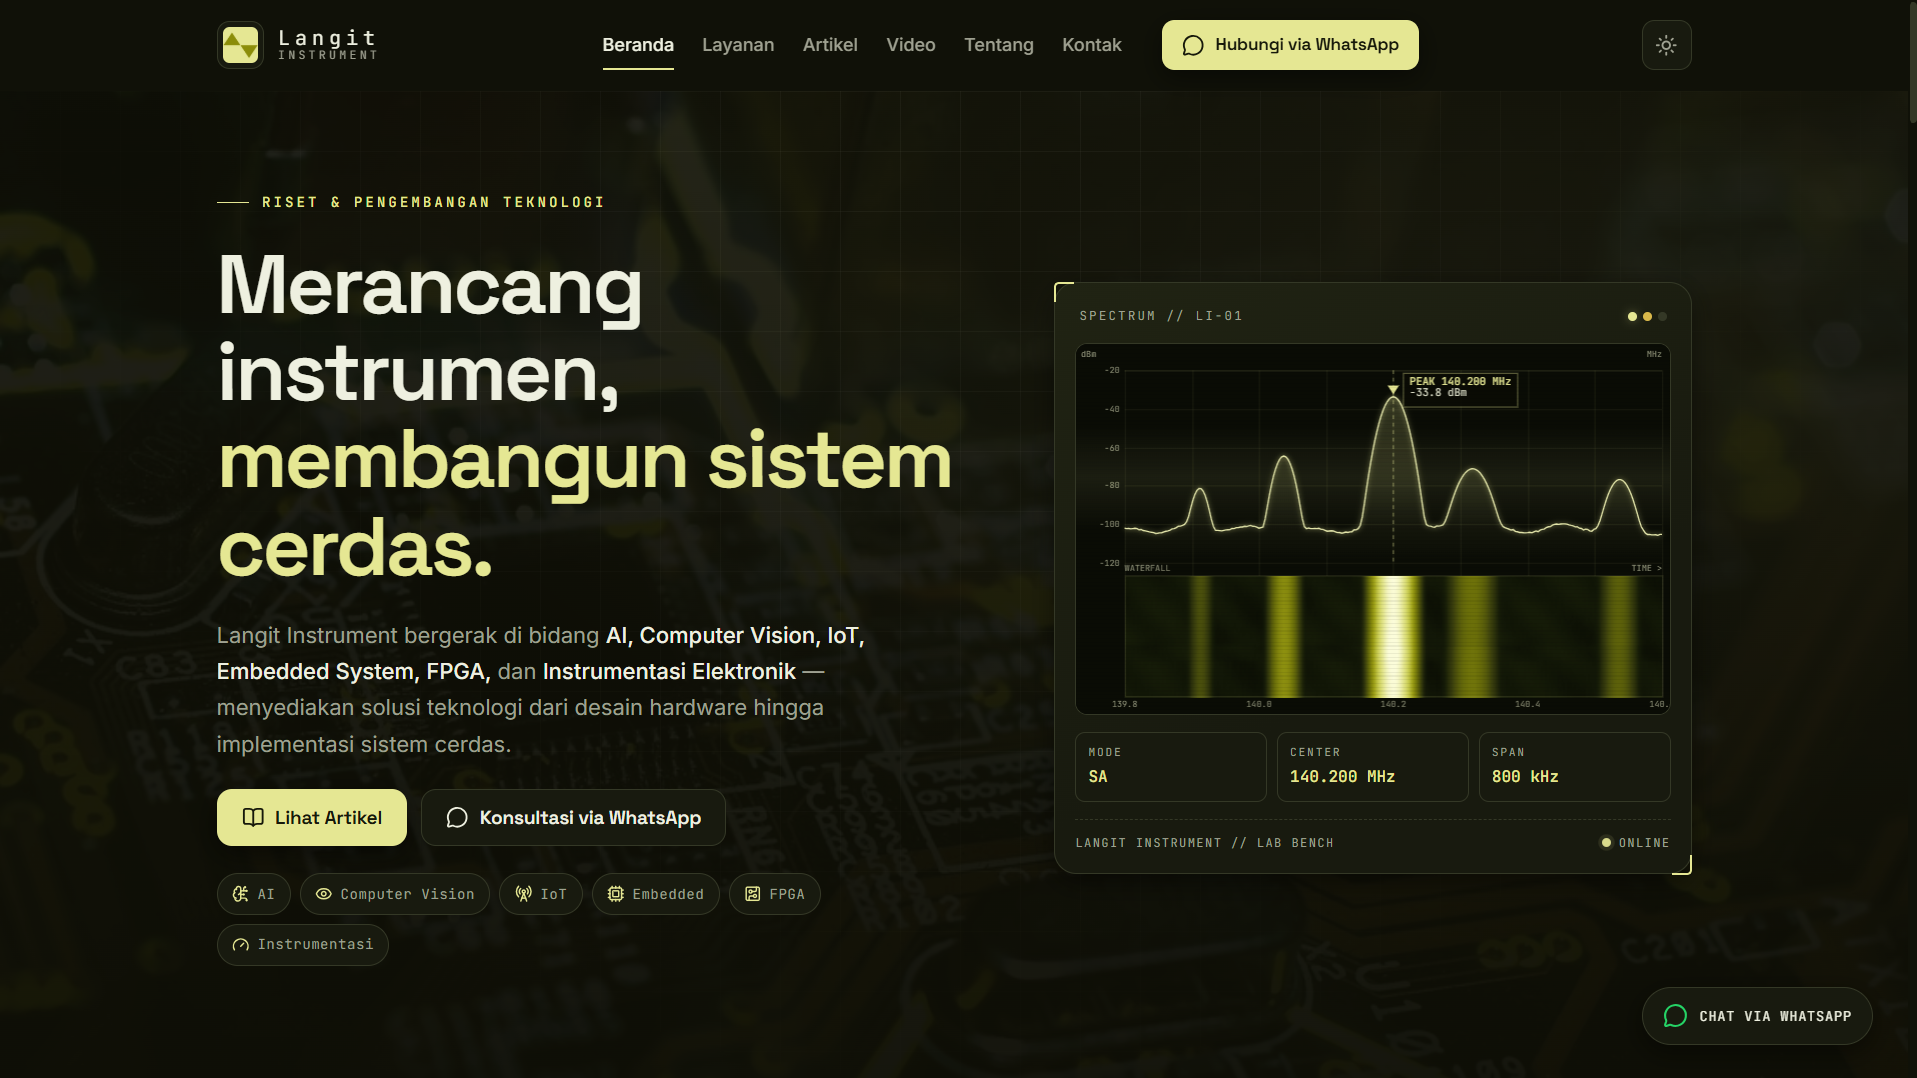 Langit
INSTRUMENT
Beranda
Layanan
Artikel
Video
Tentang
Kontak
Hubungi via WhatsApp
RISET & PENGEMBANGAN TEKNOLOGI
Merancang
instrumen,
membangun sistem
cerdas.
Langit Instrument bergerak di bidang AI, Computer Vision, IoT,
Embedded System, FPGA, dan Instrumentasi Elektronik —
menyediakan solusi teknologi dari desain hardware hingga
implementasi sistem cerdas.
Lihat Artikel
Konsultasi via WhatsApp
AI
Computer Vision
IoT
Embedded
FPGA
Instrumentasi
SPECTRUM // LI-01
dBm
MHz
-20
-40
-60
-80
-100
-120
PEAK 140.200 MHz
-33.8 dBm
WATERFALL
TIME >
139.8
140.0
140.2
140.4
140.
MODE
SA
CENTER
140.200 MHz
SPAN
800 kHz
LANGIT INSTRUMENT // LAB BENCH
ONLINE
CHAT VIA WHATSAPP
C83
RN6
R102
C201